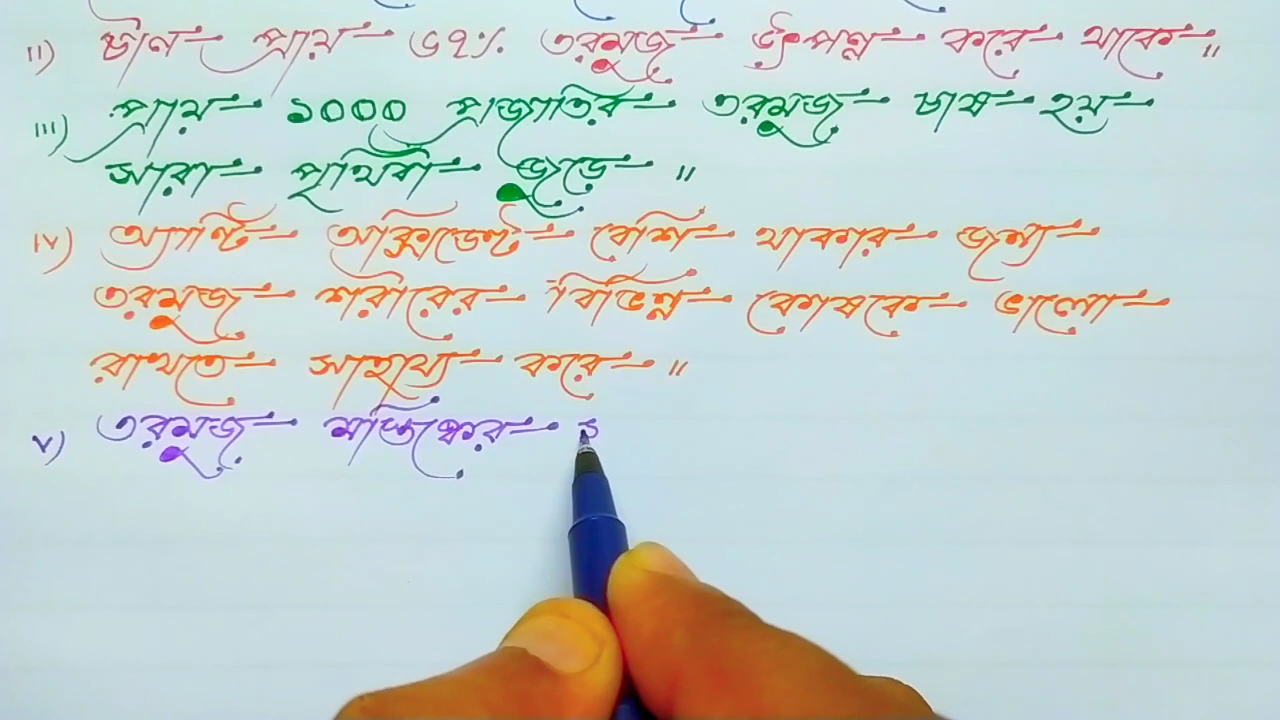 ii) চীন প্রায় ৬৭%. তরমুজ উৎপন্ন করে থাকে॥
iii) প্রায় ১০০০ প্রজাতির তরমুজ চাষ হয়
সারা পৃথিবী জুড়ে ॥
iv) অ্যান্টি অক্সিডেন্ট বেশি থাকার জন্য
তরমুজ শরীরের বিভিন্ন কোষকে ভালো
রাখতে সাহায্যে করে ॥
v) তরমুজ মস্তিষ্কের